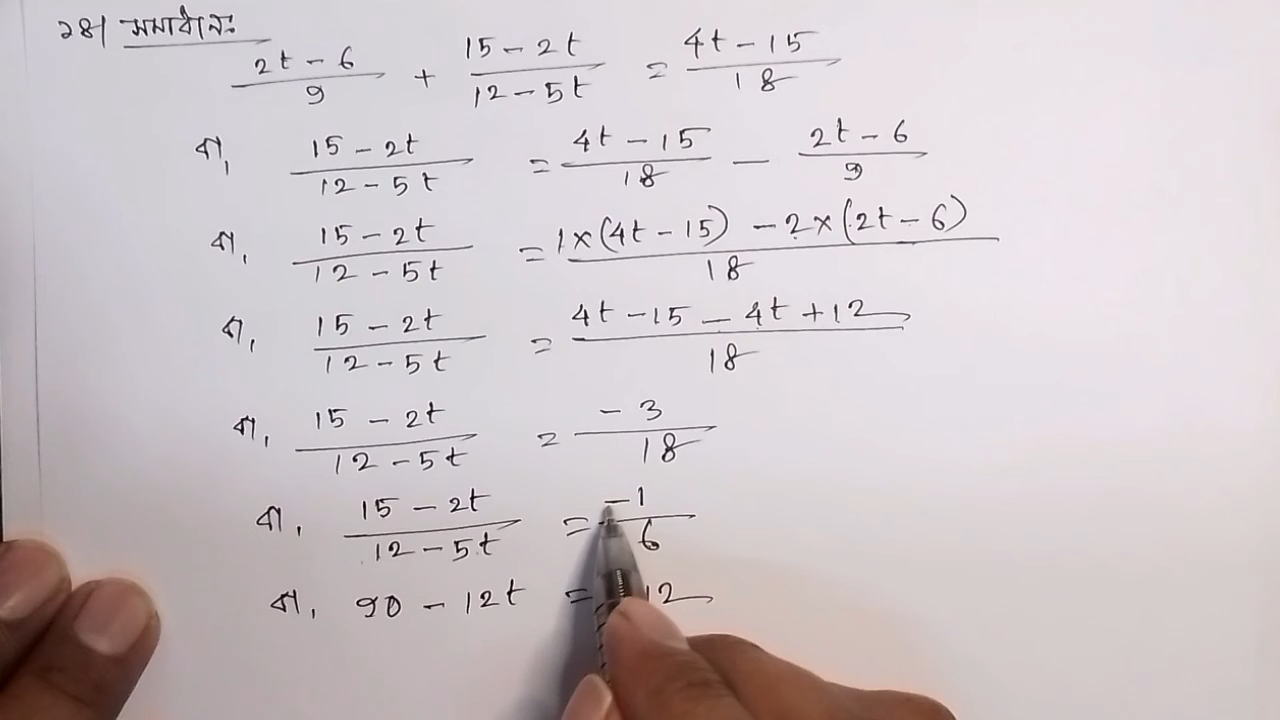 ১৪। সমাধানঃ
(2t - 6)/9 + (15 - 2t)/(12 - 5t) = (4t - 15)/18
বা, (15 - 2t)/(12 - 5t) = (4t - 15)/18 - (2t - 6)/9
বা, (15 - 2t)/(12 - 5t) = (1×(4t - 15) - 2×(2t - 6))/18
বা, (15 - 2t)/(12 - 5t) = (4t - 15 - 4t + 12)/18
বা, (15 - 2t)/(12 - 5t) = -3/18
বা, (15 - 2t)/(12 - 5t) = -1/6
বা, 90 - 12t = 12